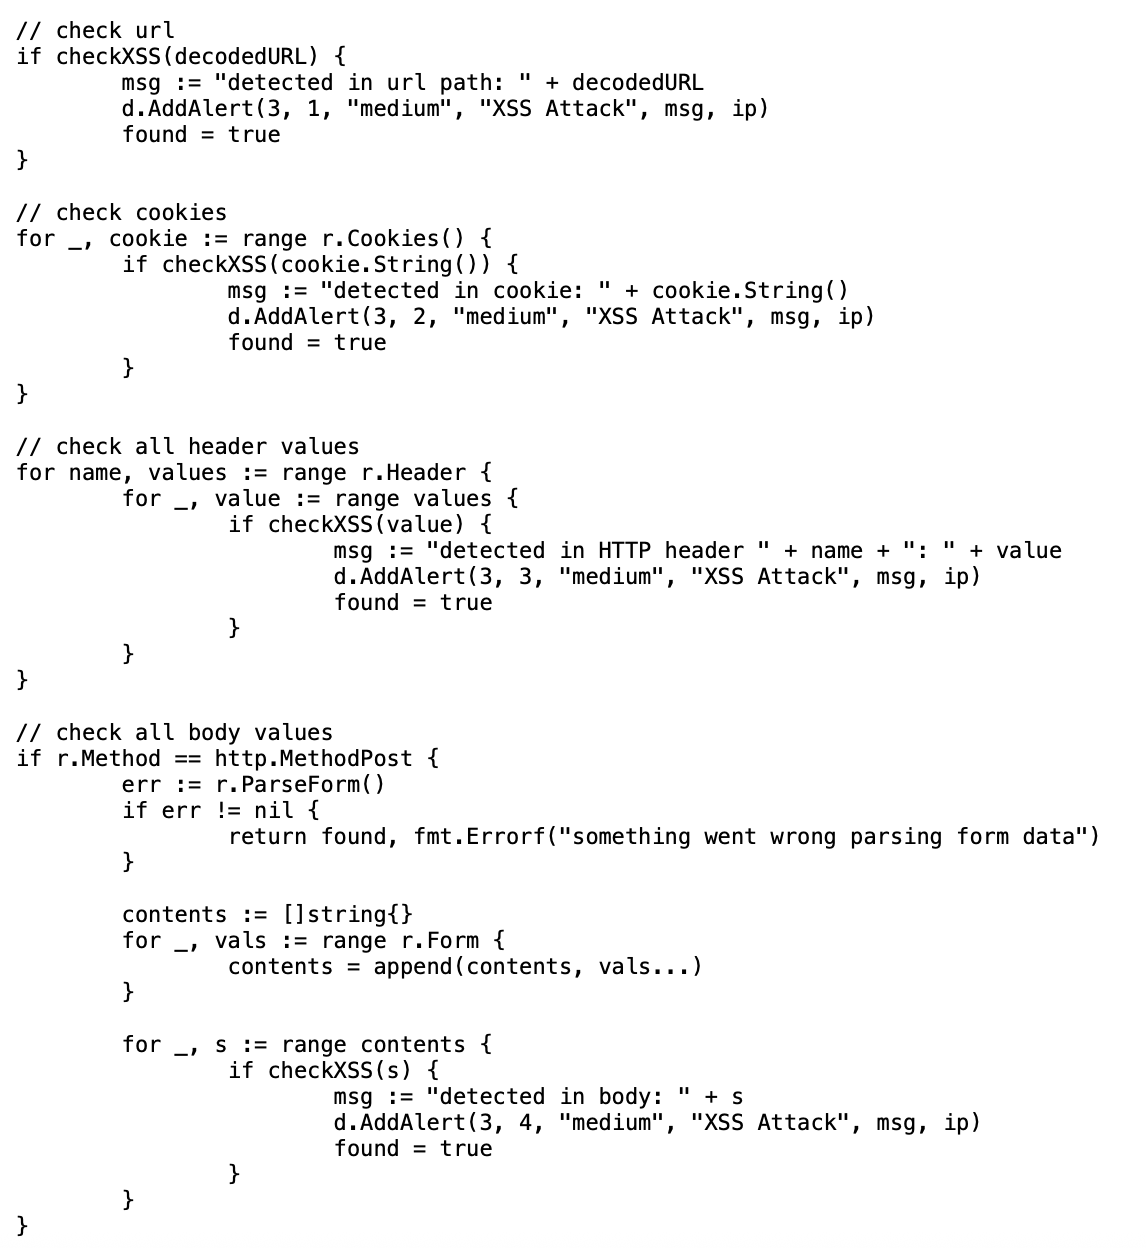 // check url
if checkXSS(decodedURL) {
        msg := "detected in url path: " + decodedURL
        d.AddAlert(3, 1, "medium", "XSS Attack", msg, ip)
        found = true
}

// check cookies
for _, cookie := range r.Cookies() {
        if checkXSS(cookie.String()) {
                msg := "detected in cookie: " + cookie.String()
                d.AddAlert(3, 2, "medium", "XSS Attack", msg, ip)
                found = true
        }
}

// check all header values
for name, values := range r.Header {
        for _, value := range values {
                if checkXSS(value) {
                        msg := "detected in HTTP header " + name + ": " + value
                        d.AddAlert(3, 3, "medium", "XSS Attack", msg, ip)
                        found = true
                }
        }
}

// check all body values
if r.Method == http.MethodPost {
        err := r.ParseForm()
        if err != nil {
                return found, fmt.Errorf("something went wrong parsing form data")
        }

        contents := []string{}
        for _, vals := range r.Form {
                contents = append(contents, vals...)
        }

        for _, s := range contents {
                if checkXSS(s) {
                        msg := "detected in body: " + s
                        d.AddAlert(3, 4, "medium", "XSS Attack", msg, ip)
                        found = true
                }
        }
}